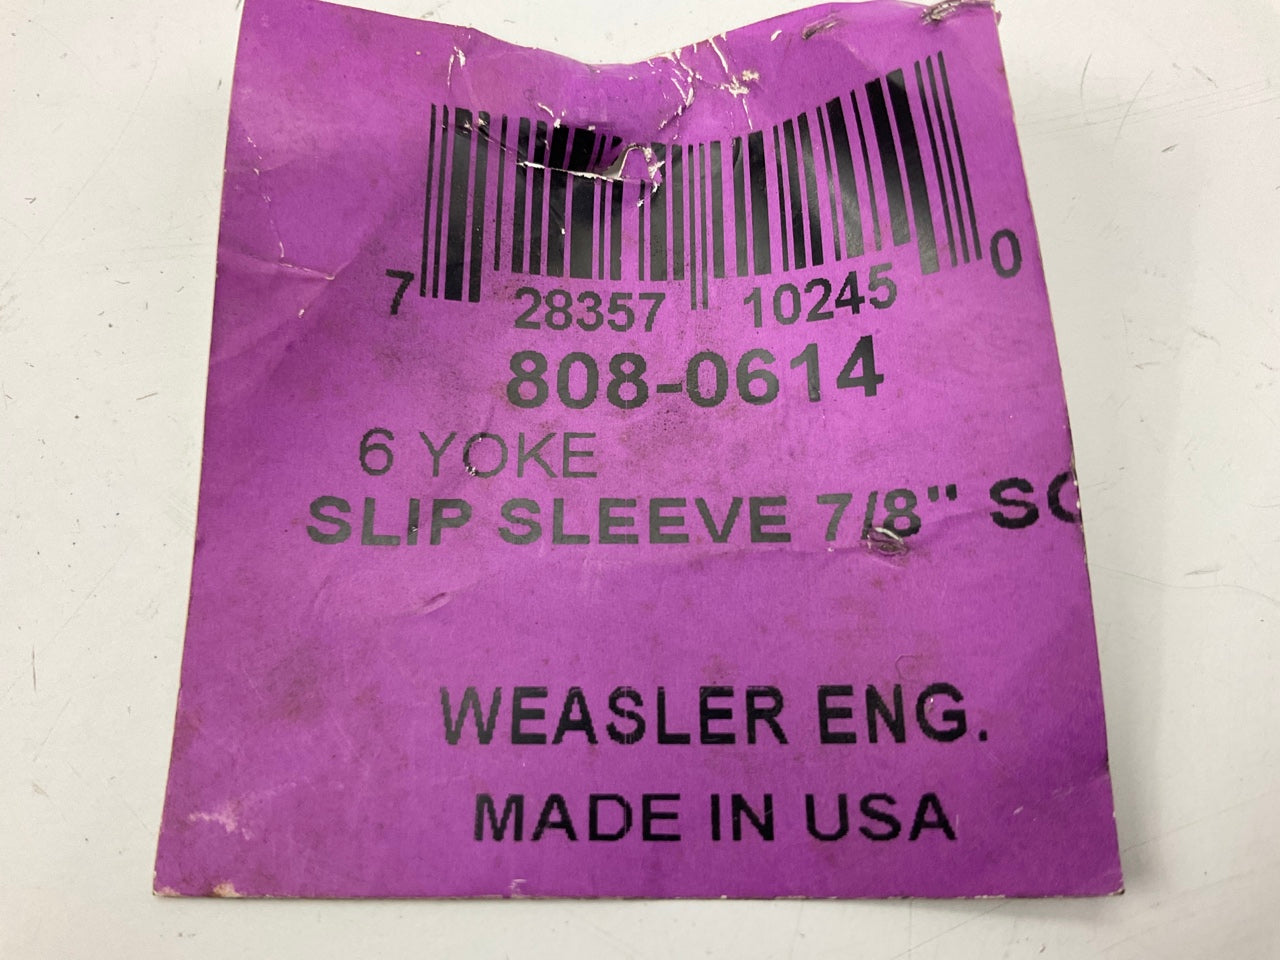 7 28357 10245 0
808-0614
6 YOKE
SLIP SLEEVE 7/8"
WEASLER ENG.
MADE IN USA